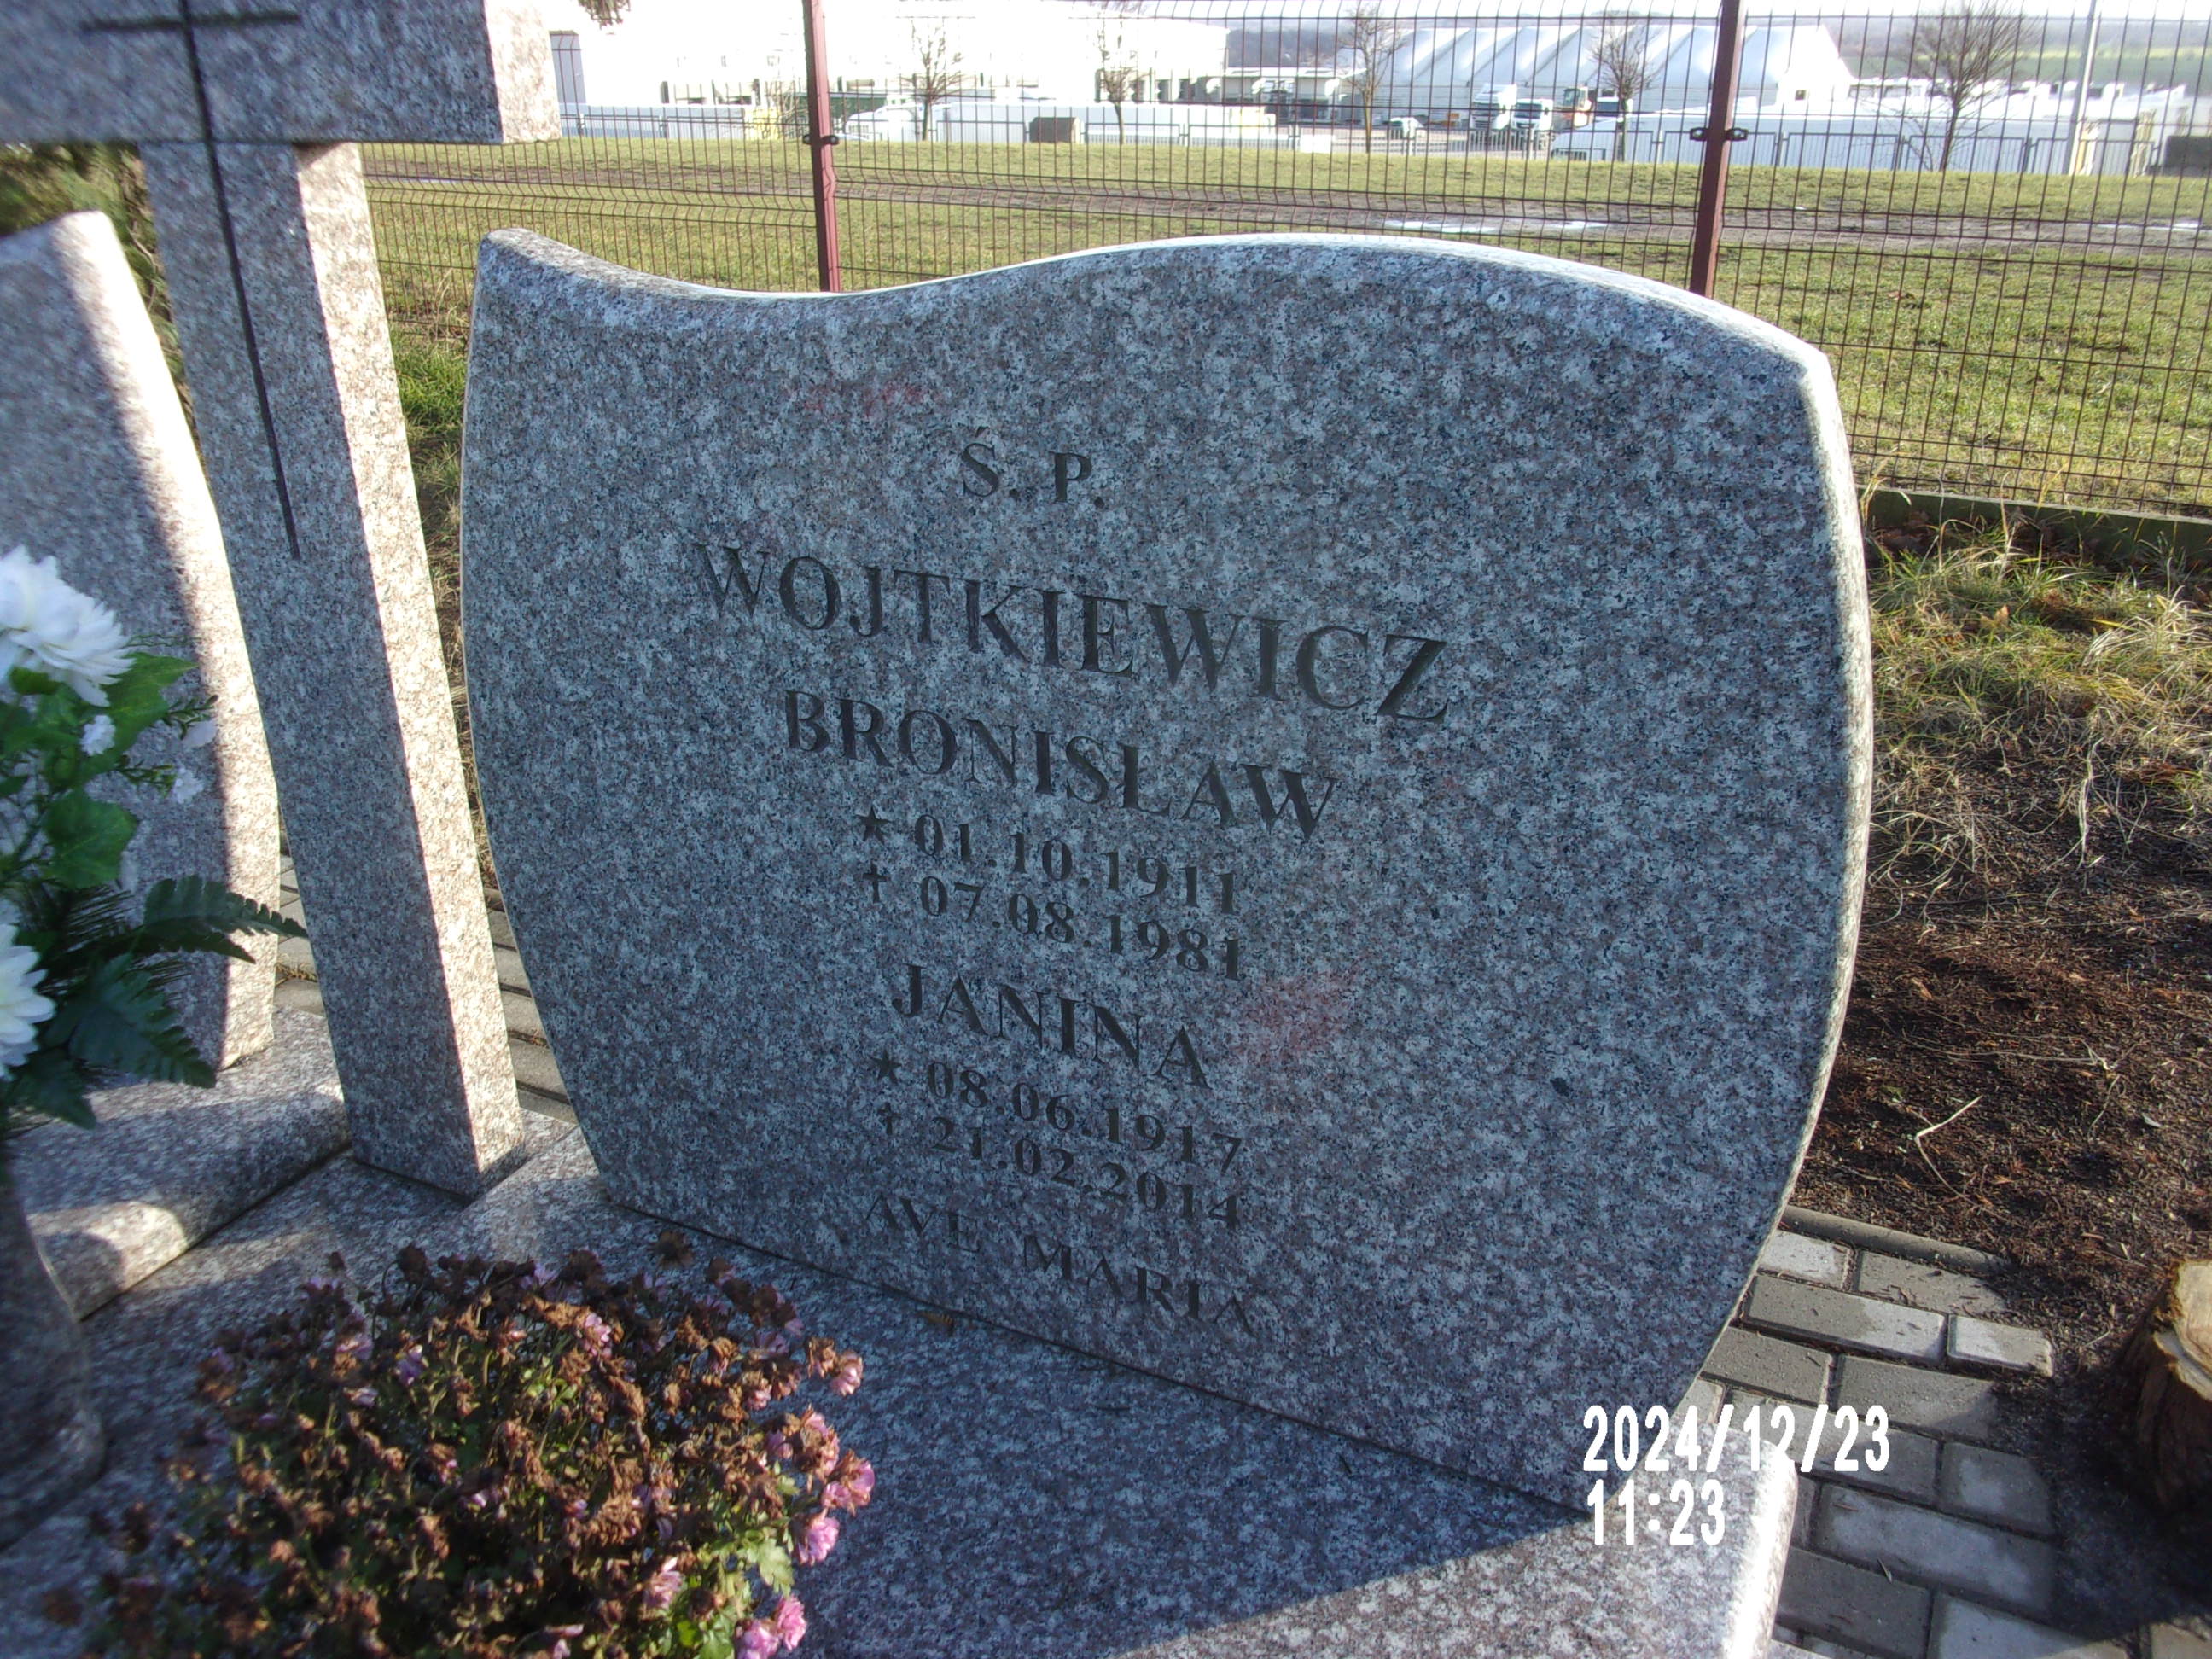 Ś. P.
WOJTKIEWICZ
BRONISŁAW
★ 01.10.1911
† 07.08.1981
JANINA
★ 08.06.1917
† 21.02.2014
AVE MARIA
2024/12/23
11:23